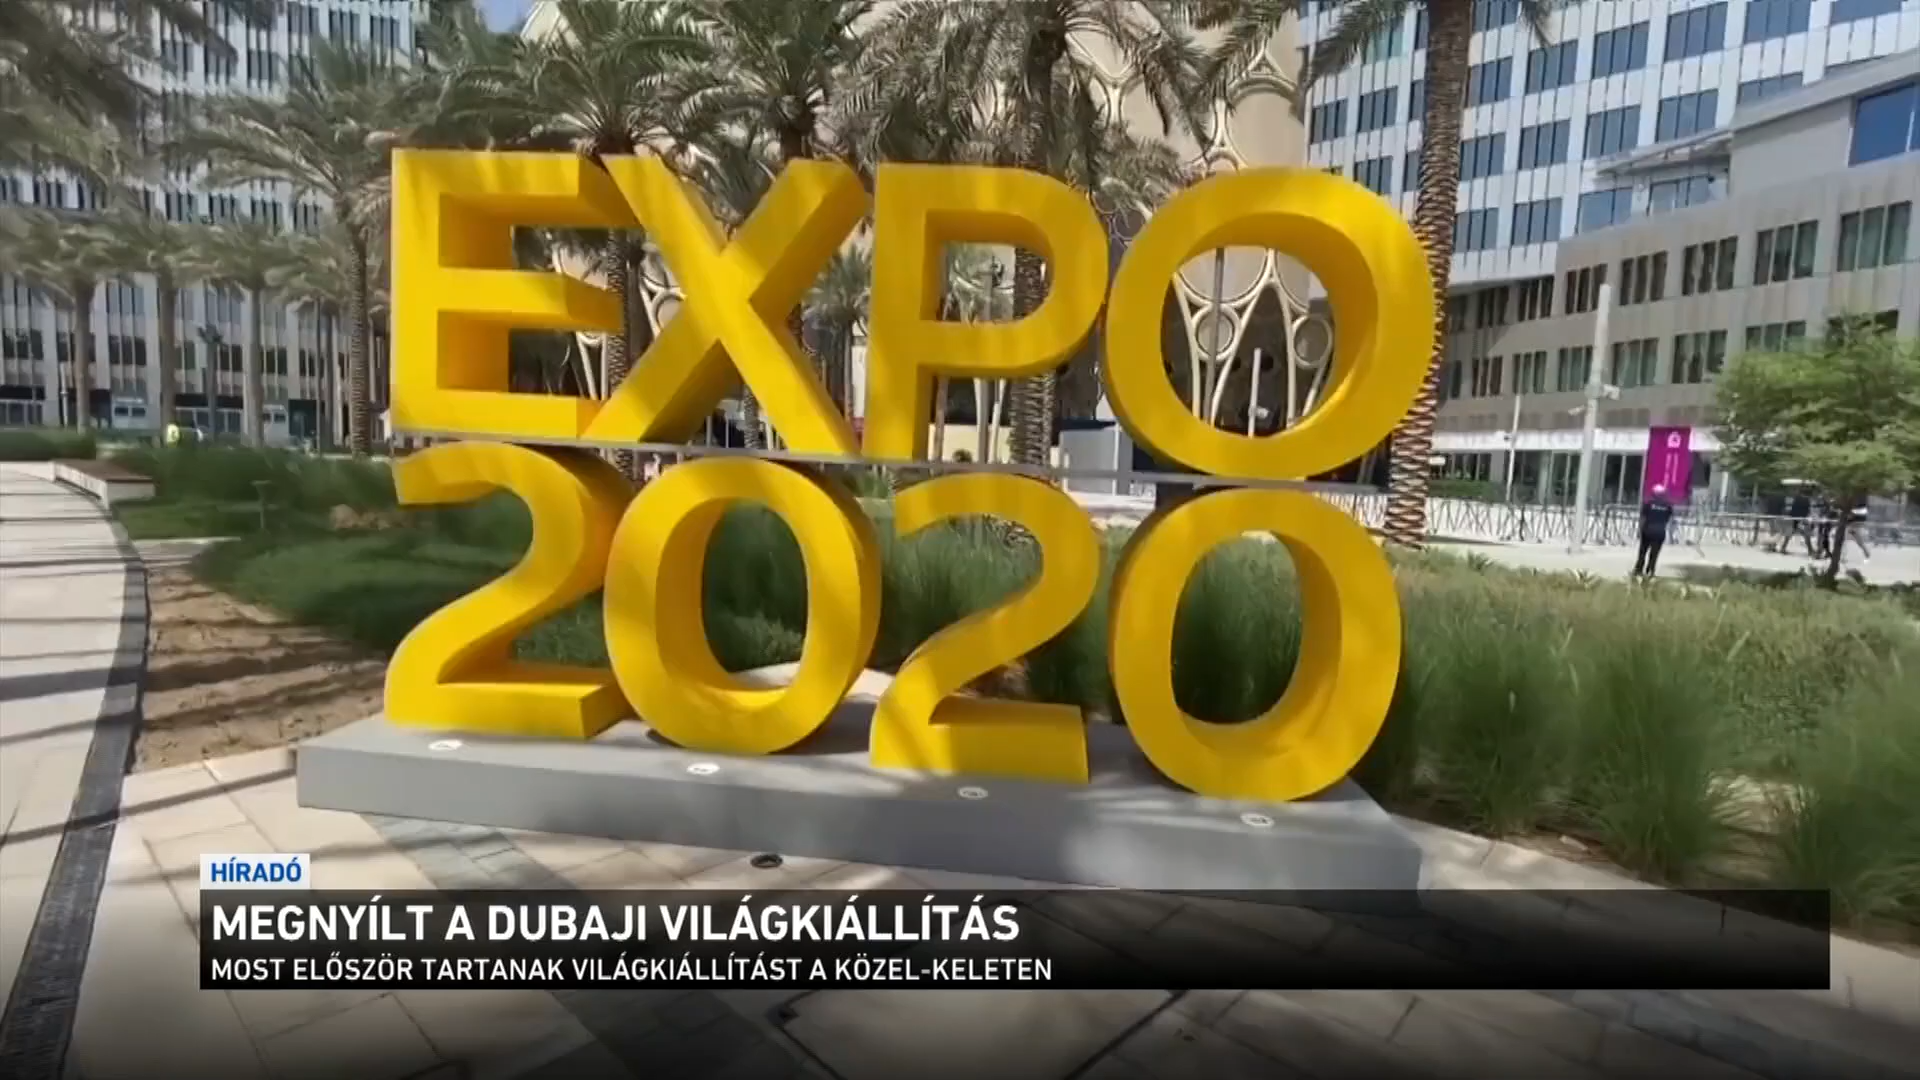 EXPO
2020
HÍRADÓ
MEGNYÍLT A DUBAJI VILÁGKIÁLLÍTÁS
MOST ELŐSZÖR TARTANAK VILÁGKIÁLLÍTÁST A KÖZEL-KELETEN